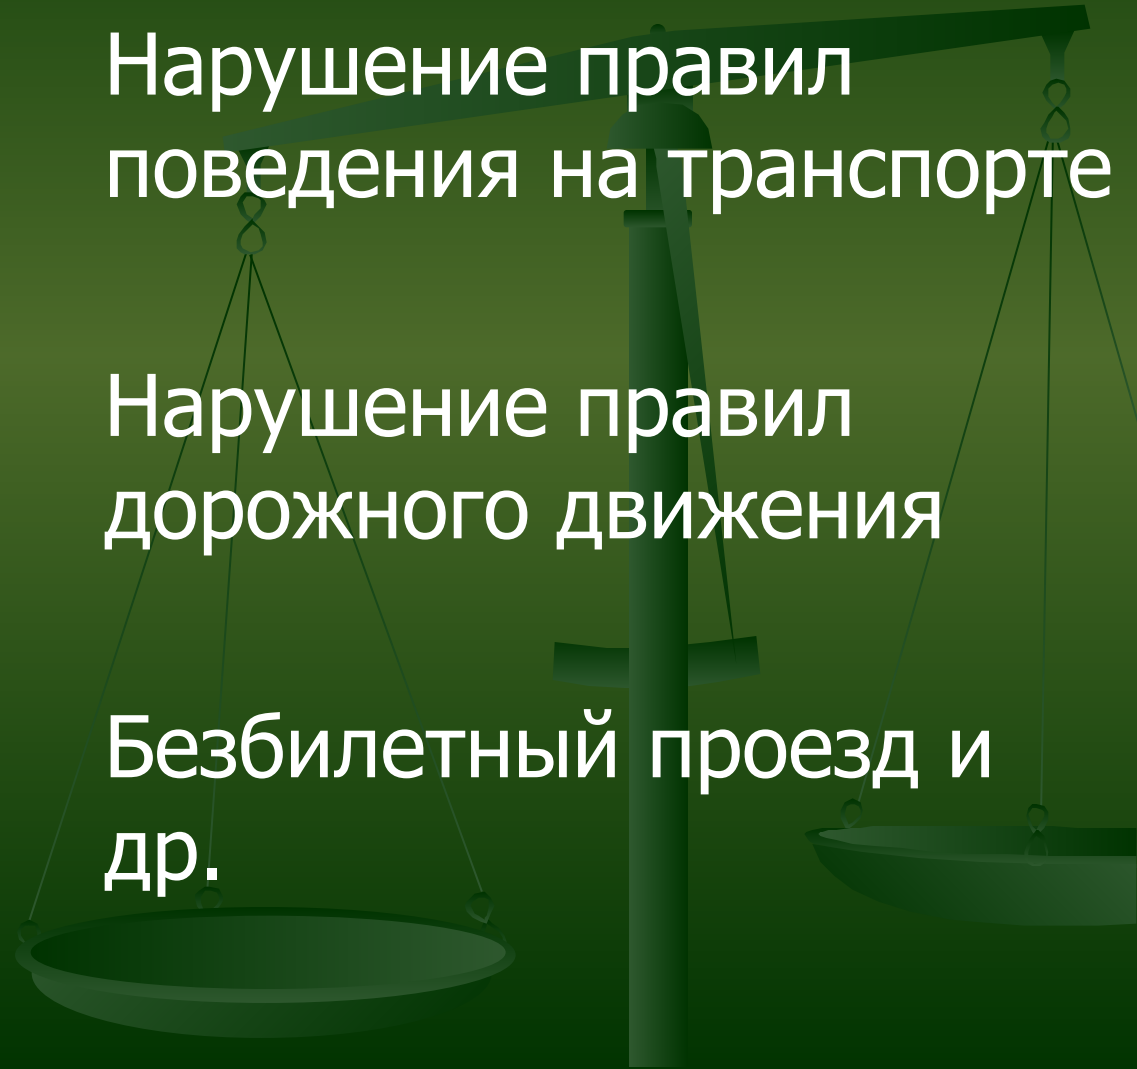 Нарушение правил
поведения на транспорте
Нарушение правил
дорожного движения
Безбилетный проезд и
др.